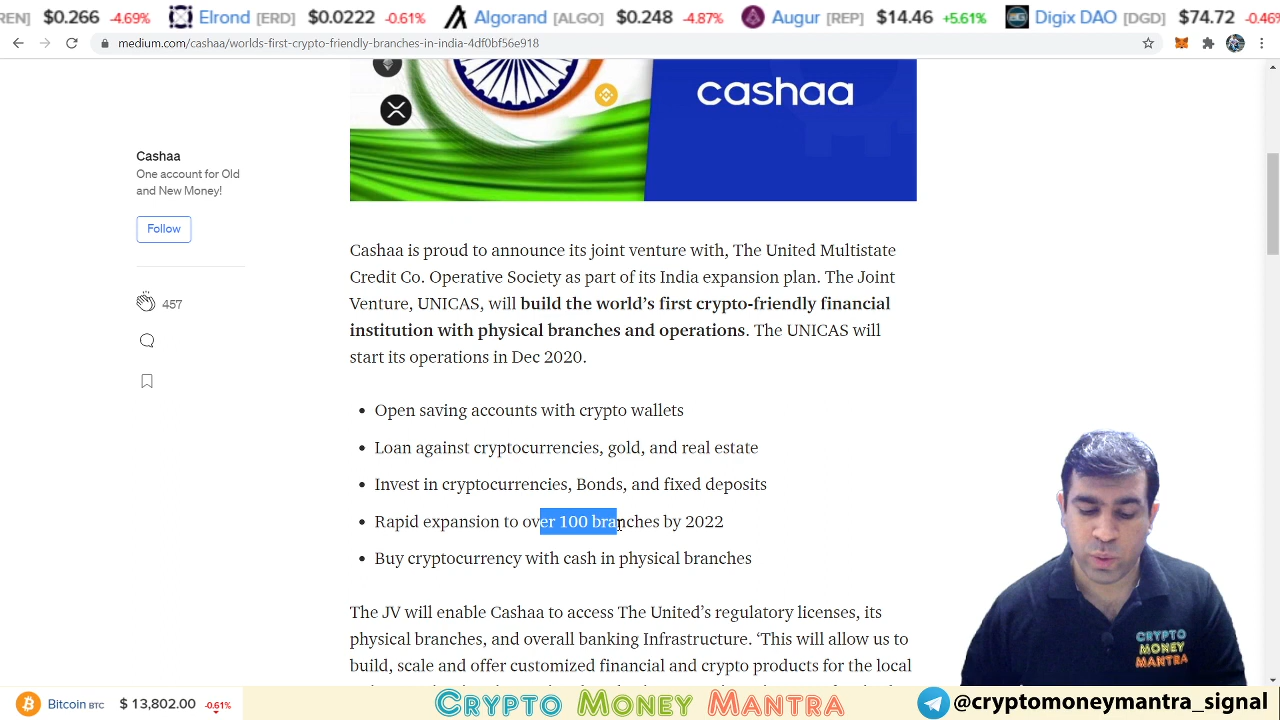 REN] $0.266 -4.69% Elrond [ERD] $0.0222 -0.61% Algorand [ALGO] $0.248 -4.87% Augur [REP] $14.46 +5.61% Digix DAO [DGD] $74.72 -0.46%
medium.com/cashaa/worlds-first-crypto-friendly-branches-in-india-4df0bf56e918
cashaa
Cashaa
One account for Old
and New Money!
Follow
457
Cashaa is proud to announce its joint venture with, The United Multistate
Credit Co. Operative Society as part of its India expansion plan. The Joint
Venture, UNICAS, will build the world’s first crypto-friendly financial
institution with physical branches and operations. The UNICAS will
start its operations in Dec 2020.
• Open saving accounts with crypto wallets
• Loan against cryptocurrencies, gold, and real estate
• Invest in cryptocurrencies, Bonds, and fixed deposits
• Rapid expansion to over 100 branches by 2022
• Buy cryptocurrency with cash in physical branches
The JV will enable Cashaa to access The United’s regulatory licenses, its
physical branches, and overall banking Infrastructure. ‘This will allow us to
build, scale and offer customized financial and crypto products for the local
CRYPTO
MONEY
MANTRA
Bitcoin BTC $ 13,802.00 -0.61%
CRYPTO MONEY MANTRA
@cryptomoneymantra_signal